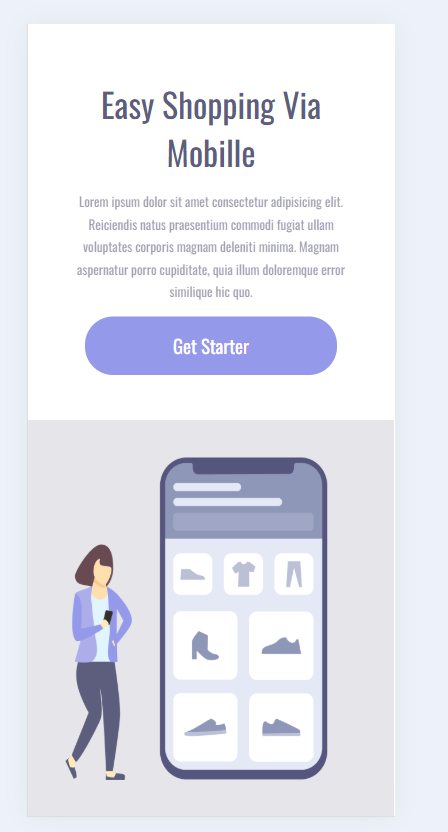 Easy Shopping Via
Mobille
Lorem ipsum dolor sit amet consectetur adipisicing elit.
Reiciendis natus praesentium commodi fugiat ullam
voluptates corporis magnam deleniti minima. Magnam
aspernatur porro cupiditate, quia illum doloremque error
similique hic quo.
Get Starter